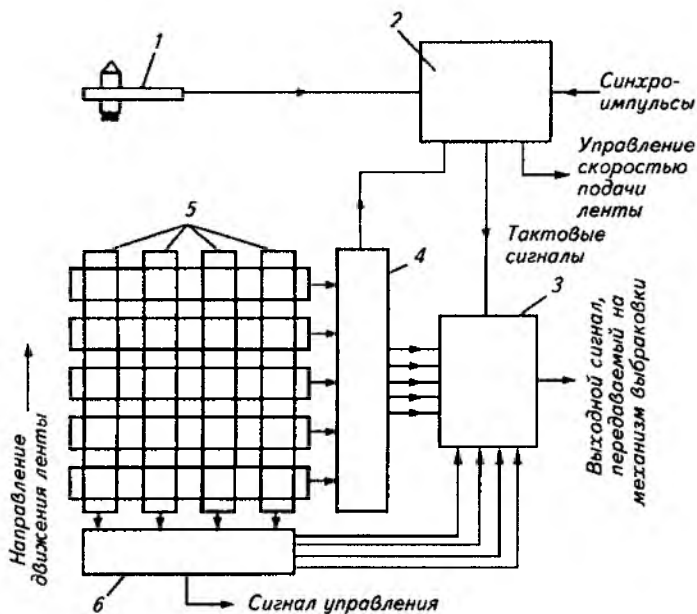 1
2
Синхро-
импульсы
Управление
скоростью
подачи
ленты
Тактовые
сигналы
5
4
3
Направление
движения ленты
Выходной сигнал,
передаваемый на
механизм выбраковки
6
Сигнал управления